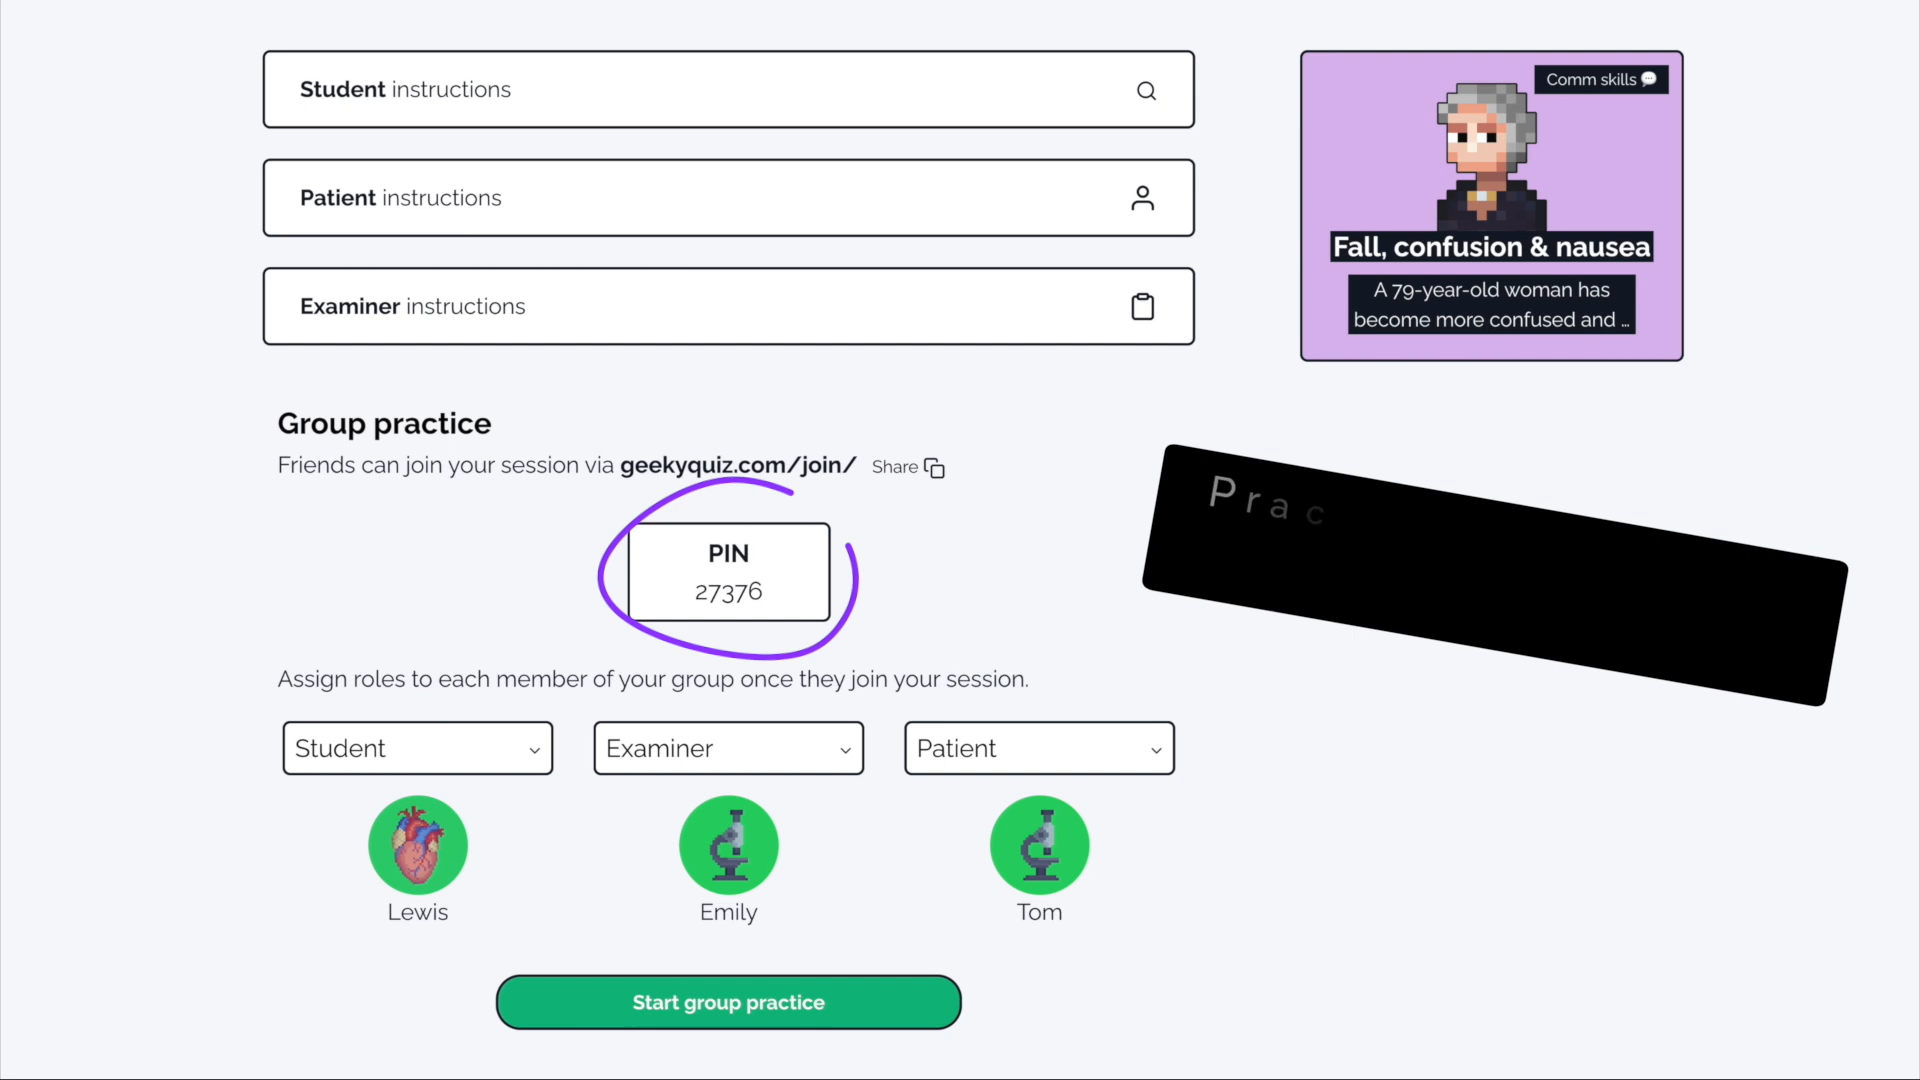 Student instructions
Patient instructions
Examiner instructions
Comm skills
Fall, confusion & nausea
A 79-year-old woman has
become more confused and ...
Group practice
Friends can join your session via geekyquiz.com/join/ Share
PIN
27376
Prac
Assign roles to each member of your group once they join your session.
Student Examiner Patient
Lewis Emily Tom
Start group practice